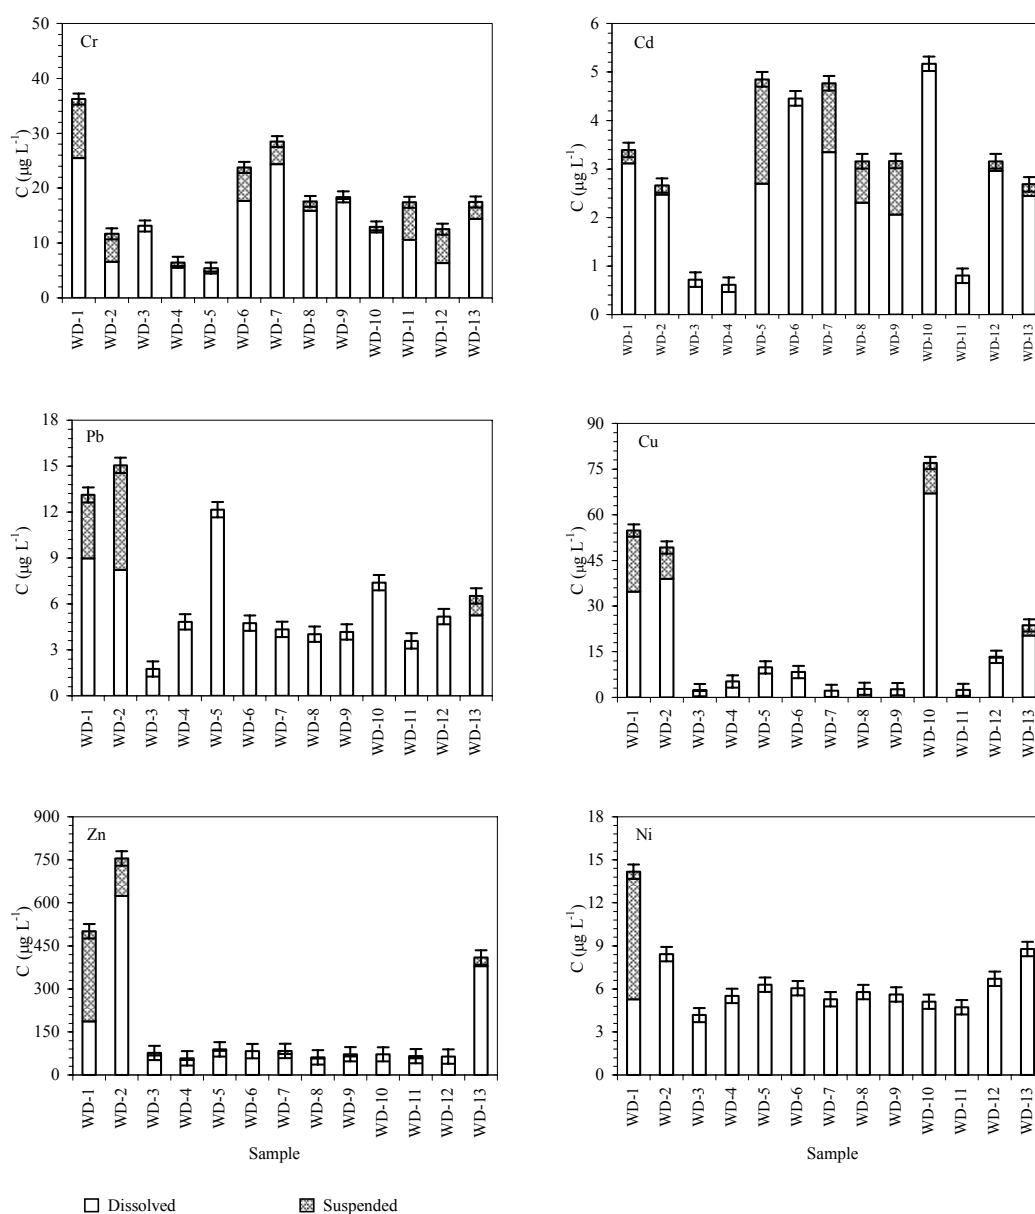 Cr
C (µg L-1)
50
40
30
20
10
0
WD-1
WD-2
WD-3
WD-4
WD-5
WD-6
WD-7
WD-8
WD-9
WD-10
WD-11
WD-12
WD-13
Cd
C (µg L-1)
6
5
4
3
2
1
0
WD-1
WD-2
WD-3
WD-4
WD-5
WD-6
WD-7
WD-8
WD-9
WD-10
WD-11
WD-12
WD-13
Pb
C (µg L-1)
18
15
12
9
6
3
0
WD-1
WD-2
WD-3
WD-4
WD-5
WD-6
WD-7
WD-8
WD-9
WD-10
WD-11
WD-12
WD-13
Cu
C (µg L-1)
90
75
60
45
30
15
0
WD-1
WD-2
WD-3
WD-4
WD-5
WD-6
WD-7
WD-8
WD-9
WD-10
WD-11
WD-12
WD-13
Zn
C (µg L-1)
900
750
600
450
300
150
0
WD-1
WD-2
WD-3
WD-4
WD-5
WD-6
WD-7
WD-8
WD-9
WD-10
WD-11
WD-12
WD-13
Sample
Ni
C (µg L-1)
18
15
12
9
6
3
0
WD-1
WD-2
WD-3
WD-4
WD-5
WD-6
WD-7
WD-8
WD-9
WD-10
WD-11
WD-12
WD-13
Sample
Dissolved
Suspended